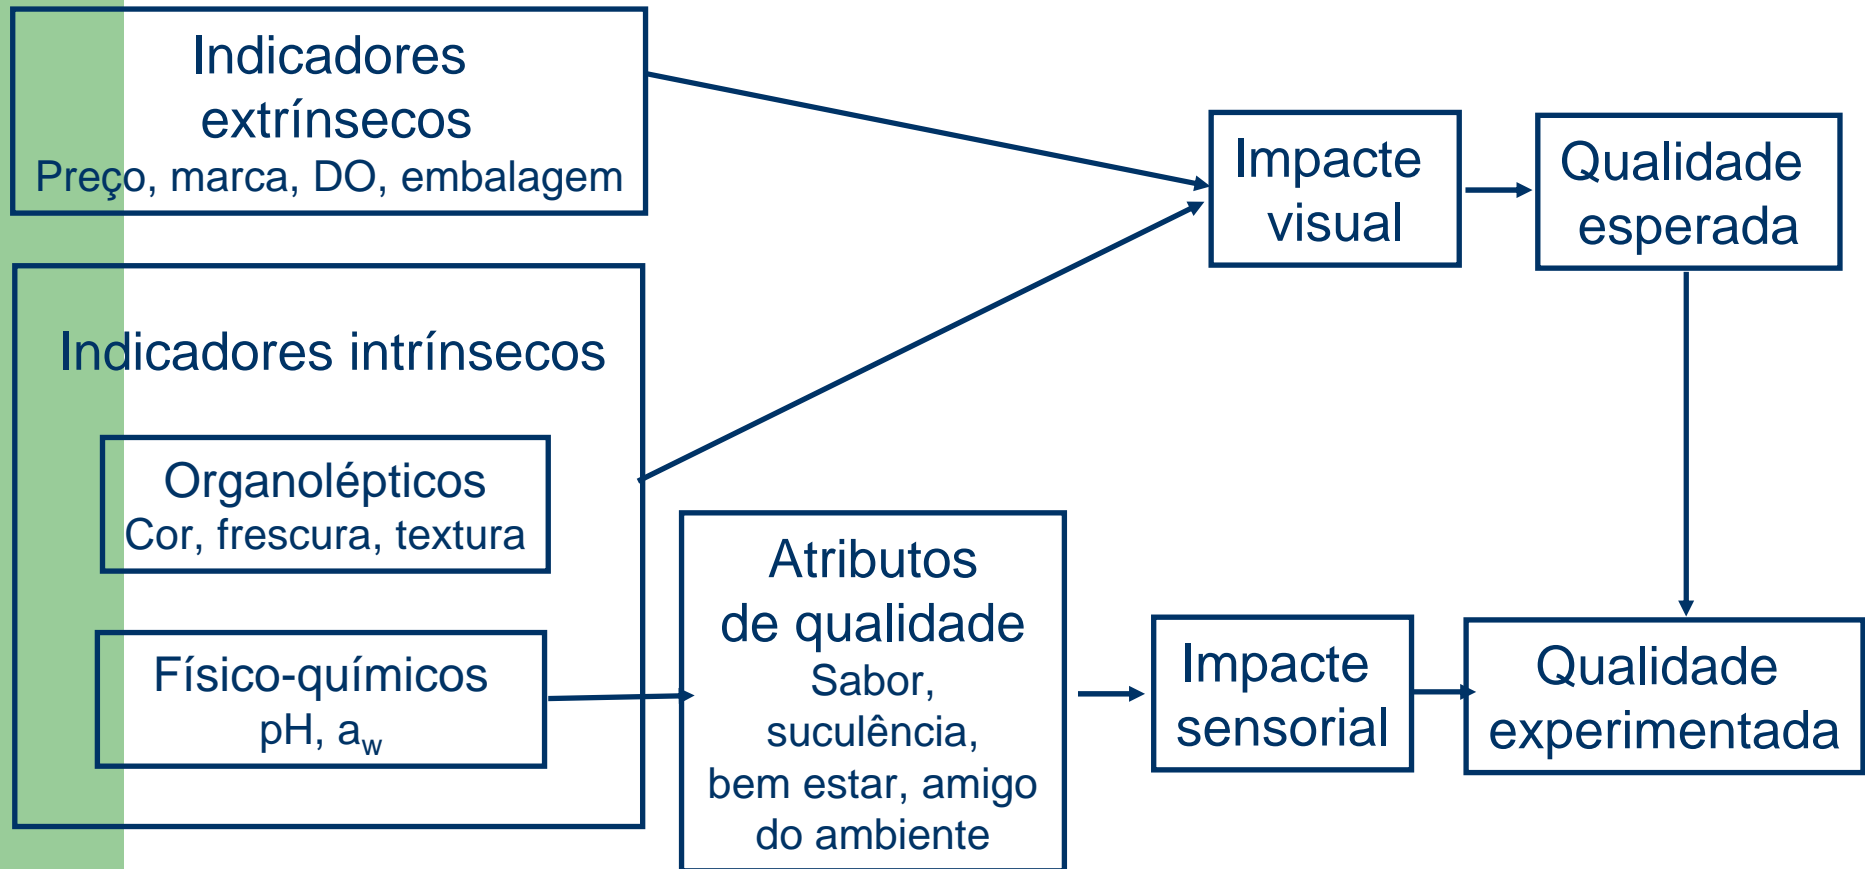 Indicadores
extrínsecos
Preço, marca, DO, embalagem
Impacte
visual
Qualidade
esperada
Indicadores intrínsecos
Organolépticos
Cor, frescura, textura
Físico-químicos
pH, a_w
Atributos
de qualidade
Sabor,
suculência,
bem estar, amigo
do ambiente
Impacte
sensorial
Qualidade
experimentada